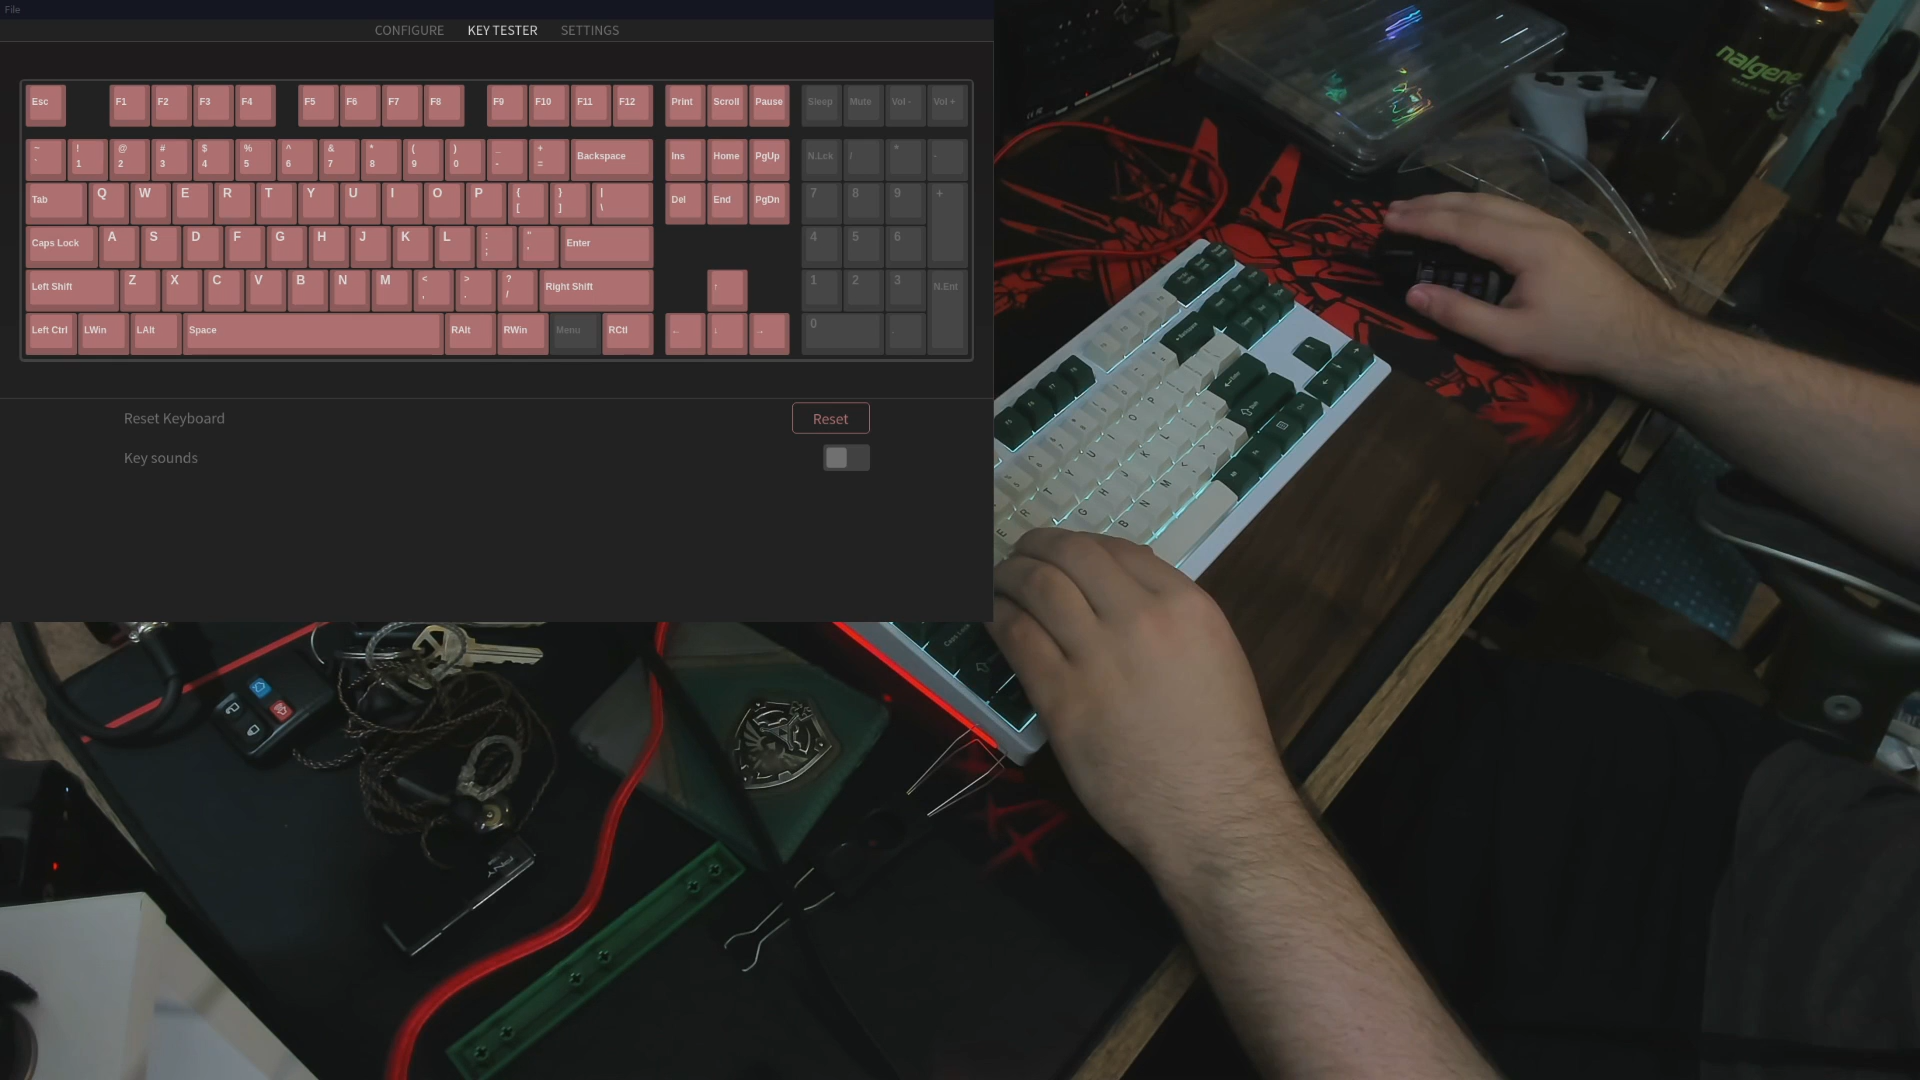 File
CONFIGURE KEY TESTER SETTINGS
Esc F1 F2 F3 F4 F5 F6 F7 F8 F9 F10 F11 F12 Print Scroll Pause Sleep Mute Vol - Vol +
~ ! @ # $ % ^ & * ( ) _ +
` 1 2 3 4 5 6 7 8 9 0 - = Backspace Ins Home PgUp N.Lck / * -
Tab Q W E R T Y U I O P { } | Del End PgDn 7 8 9 +
[ ] \
Caps Lock A S D F G H J K L : " Enter 4 5 6
; '
Left Shift Z X C V B N M < > ? Right Shift ↑ 1 2 3 N.Ent
, . /
Left Ctrl LWin LAlt Space RAlt RWin Menu RCtl ← ↓ → 0 .
Reset Keyboard Reset
Key sounds
nalgene
Backspace
Enter
P
O
I L
U K
Y J M
T H N
R G B
E
Caps Lock